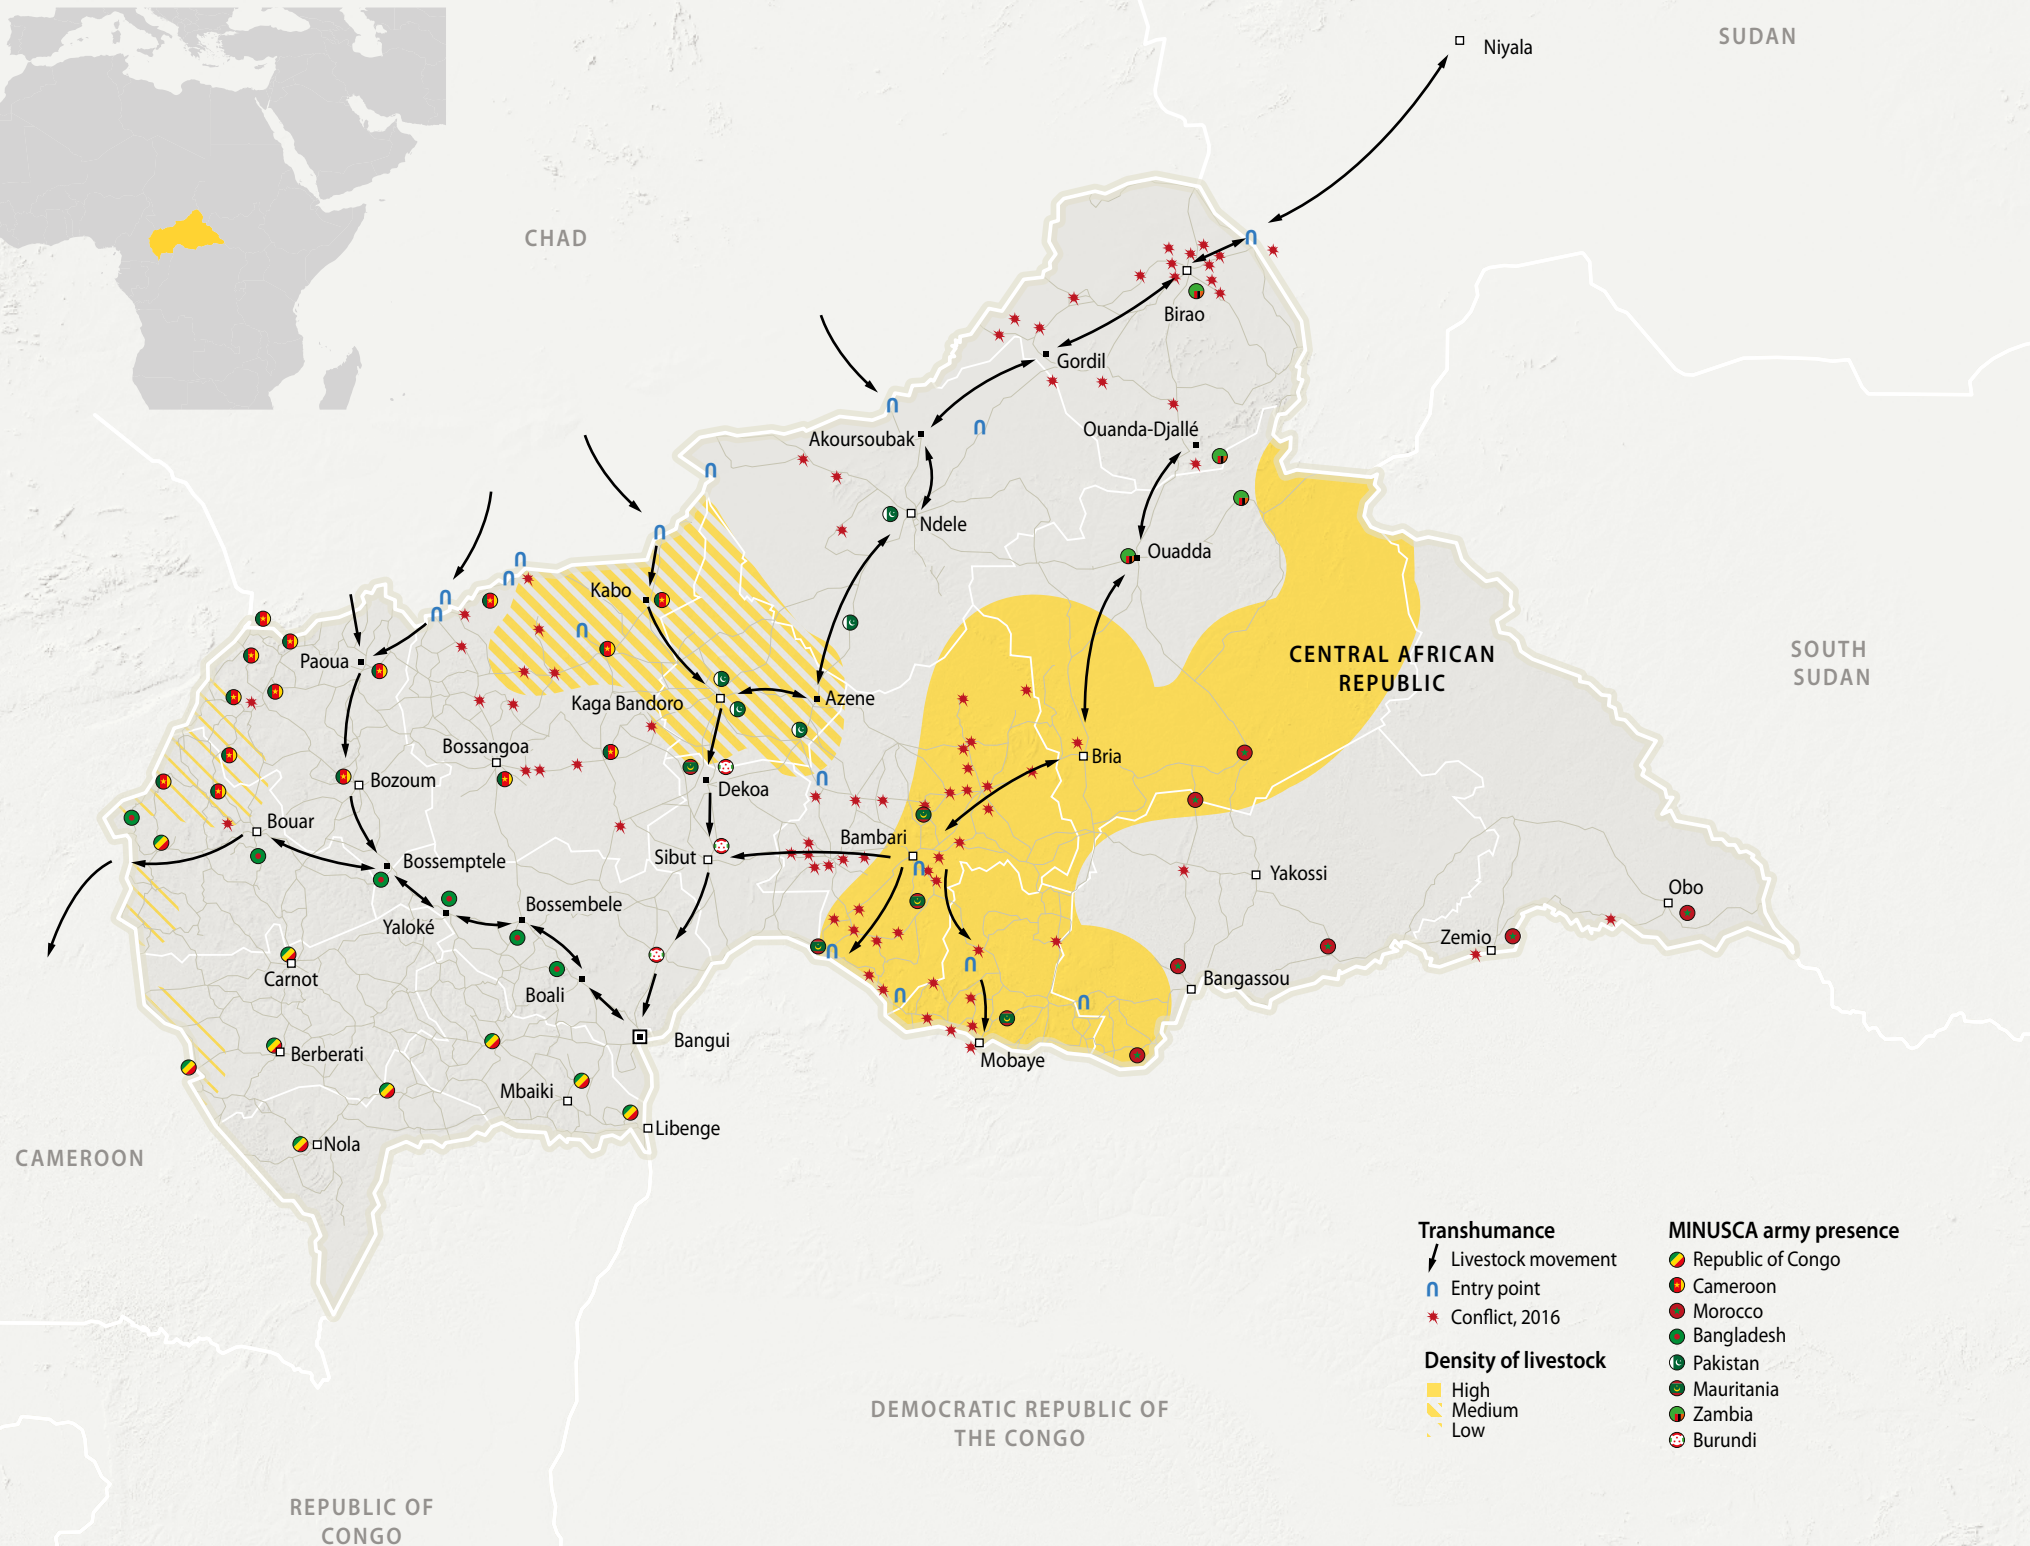 SUDAN
Niyala
CHAD
Birao
Gordil
Akoursoubak
Ouanda-Djallé
Ndele
Ouadda
Kabo
CENTRAL AFRICAN
REPUBLIC
SOUTH
SUDAN
Paoua
Kaga Bandoro
Azene
Bossangoa
Bria
Bozoum
Dekoa
Bouar
Bambari
Bossemptele
Sibut
Yakossi
Obo
Bossembele
Yaloké
Zemio
Carnot
Boali
Bangassou
Bangui
Berberati
Mobaye
Mbaiki
Libenge
Nola
CAMEROON
DEMOCRATIC REPUBLIC OF
THE CONGO
REPUBLIC OF
CONGO
Transhumance
Livestock movement
Entry point
Conflict, 2016
Density of livestock
High
Medium
Low
MINUSCA army presence
Republic of Congo
Cameroon
Morocco
Bangladesh
Pakistan
Mauritania
Zambia
Burundi